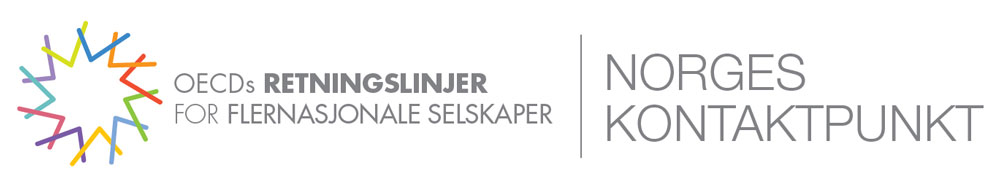 OECDs RETNINGSLINJER
FOR FLERNASJONALE SELSKAPER
NORGES
KONTAKTPUNKT